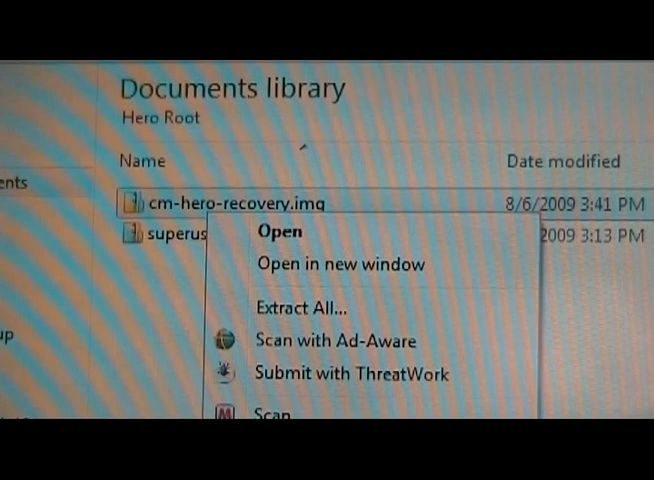 Documents library
Hero Root
Name
Date modified
ents
cm-hero-recovery.img
8/6/2009 3:41 PM
superus
2009 3:13 PM
Open
Open in new window
Extract All...
Scan with Ad-Aware
up
Submit with ThreatWork
Scan